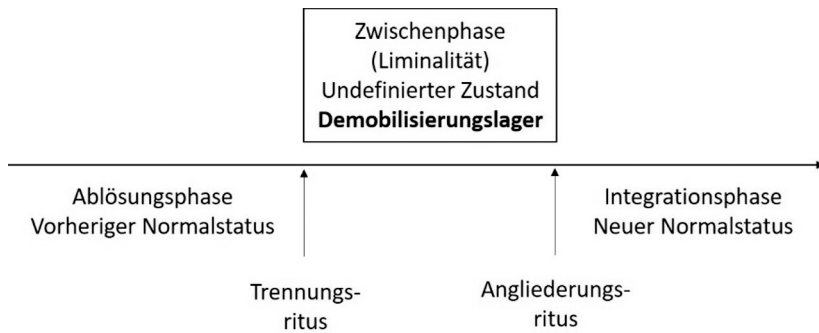 Zwischenphase
(Liminalität)
Undefinierter Zustand
Demobilisierungslager
Ablösungsphase
Vorheriger Normalstatus
Integrationsphase
Neuer Normalstatus
Trennungs-
ritus
Angliederungs-
ritus